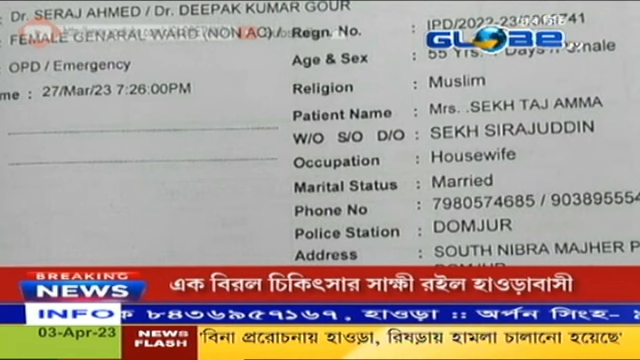 : Dr. SERAJ AHMED / Dr. DEEPAK KUMAR GOUR
: FEMALE GENARAL WARD (NON AC) /
: OPD / Emergency
me : 27/Mar/23 7:26:00PM
Regn. No. : IPD/2022-23/
GLOBE
Age & Sex : 55 Yrs.
Religion : Muslim
Patient Name : Mrs. .SEKH TAJ AMMA
W/O S/O D/O : SEKH SIRAJUDDIN
Occupation : Housewife
Marital Status : Married
Phone No : 7980574685 / 903895554
Police Station : DOMJUR
Address : SOUTH NIBRA MAJHER P
DOMJUR
BREAKING NEWS
এক বিরল চিকিৎসার সাক্ষী রইল হাওড়াবাসী
INFO
ক ৮৪৩৬৯৫৭১৬৭, হাওড়া ঃঃ অর্পন সিংহ-
03-Apr-23
NEWS FLASH
'বিনা প্ররোচনায় হাওড়া, রিষড়ায় হামলা চালানো হয়েছে'